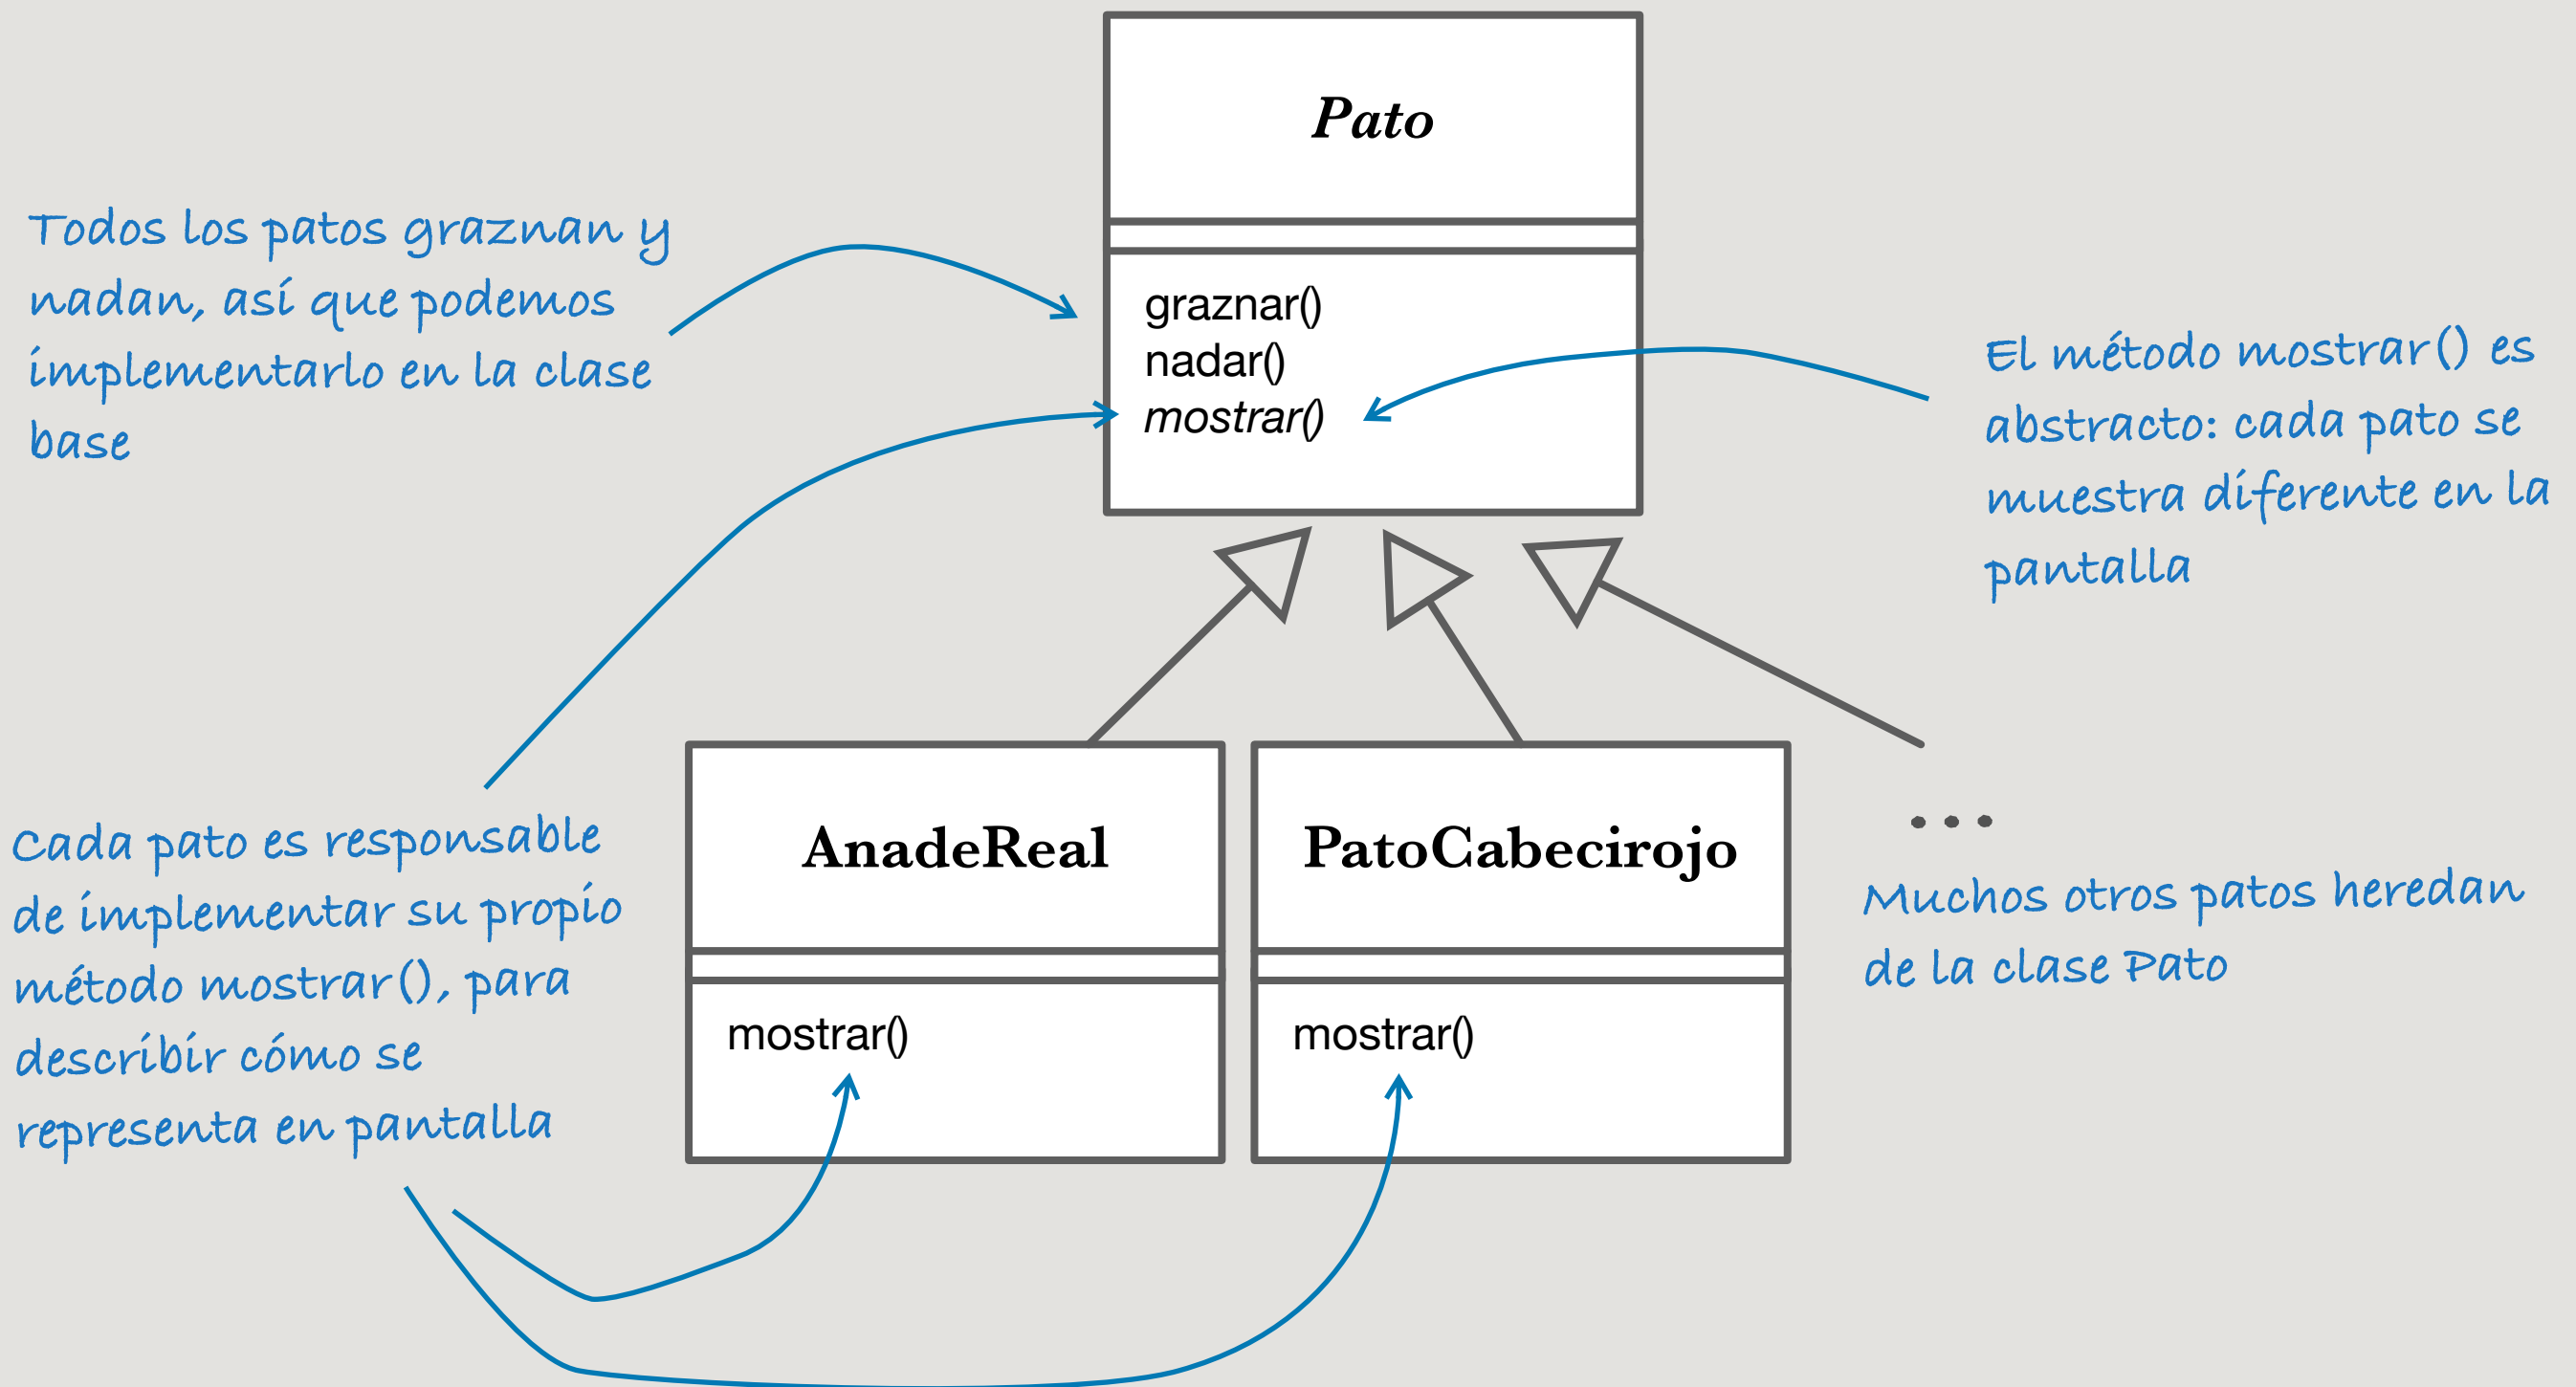 Pato
graznar()
nadar()
mostrar()
Todos los patos graznan y
nadan, así que podemos
implementarlo en la clase
base
El método mostrar() es
abstracto: cada pato se
muestra diferente en la
pantalla
Cada pato es responsable
de implementar su propio
método mostrar(), para
describir cómo se
representa en pantalla
AnadeReal
mostrar()
PatoCabecirojo
mostrar()
...
Muchos otros patos heredan
de la clase Pato